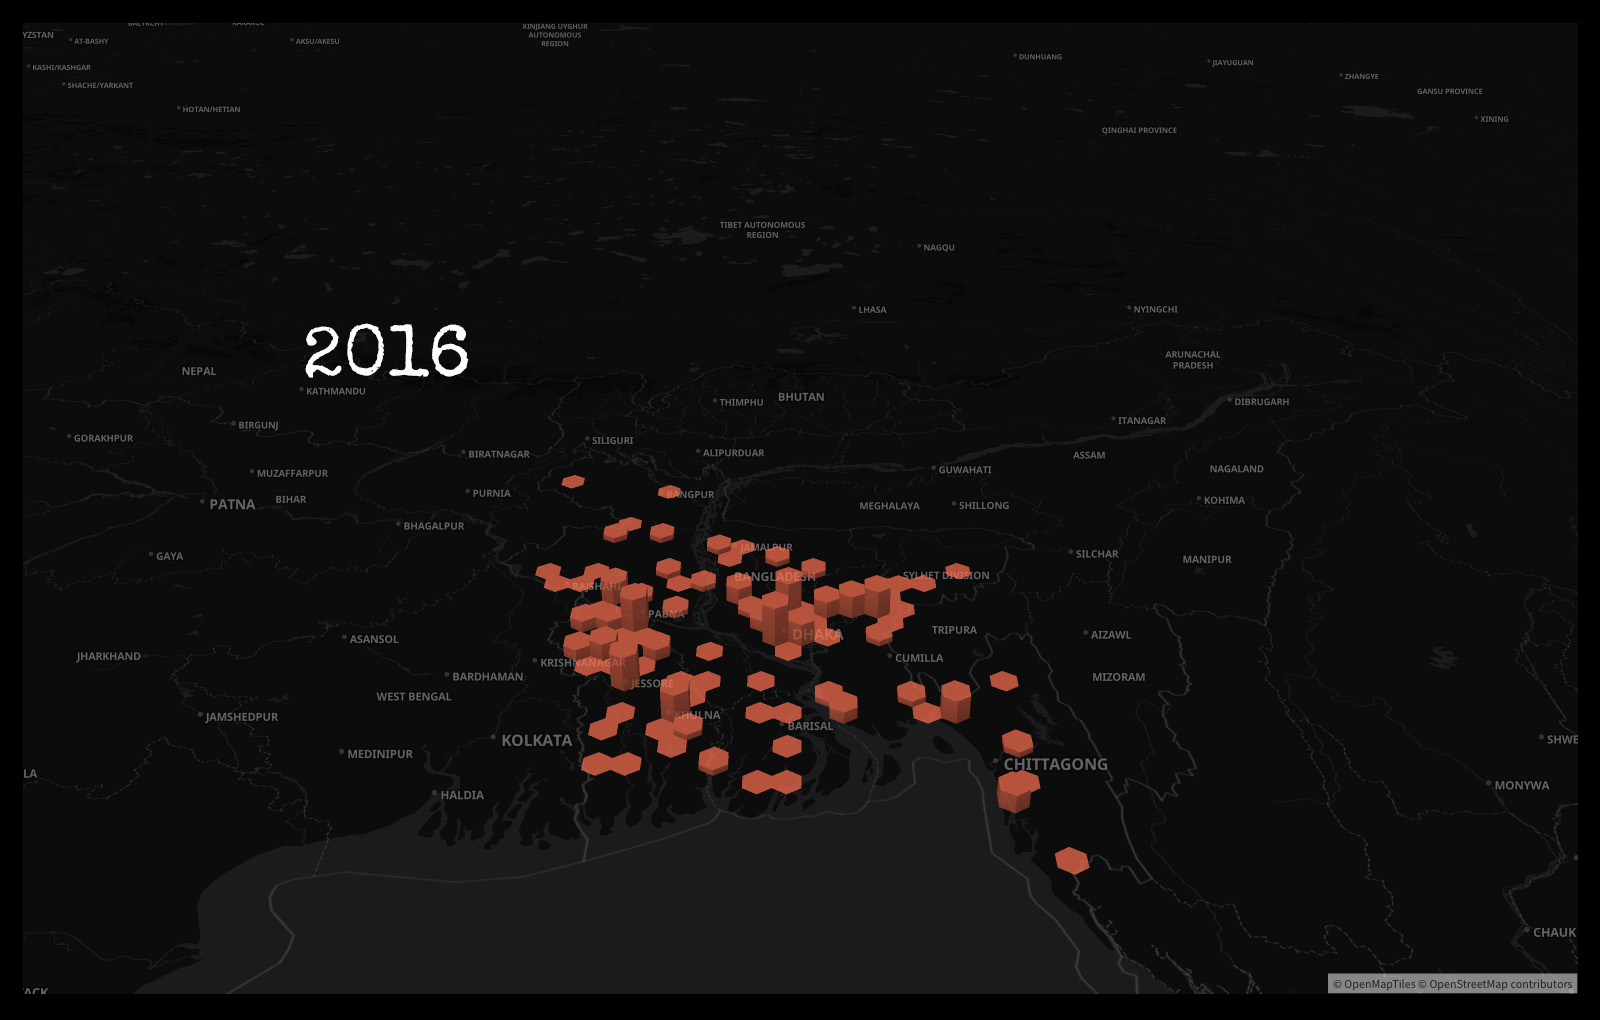 XINJIANG UYGHUR
AUTONOMOUS
REGION
YZSTAN
AT-BASHY
AKSU/AKESU
DUNHUANG
JIAYUGUAN
KASHI/KASHGAR
ZHANGYE
SHACHE/YARKANT
GANSU PROVINCE
HOTAN/HETIAN
XINING
QINGHAI PROVINCE
TIBET AUTONOMOUS
REGION
NAGQU
LHASA
NYINGCHI
2016
ARUNACHAL
PRADESH
NEPAL
KATHMANDU
THIMPHU
BHUTAN
DIBRUGARH
ITANAGAR
BIRGUNJ
GORAKHPUR
SILIGURI
BIRATNAGAR
ALIPURDUAR
ASSAM
GUWAHATI
NAGALAND
MUZAFFARPUR
PURNIA
RANGPUR
BIHAR
PATNA
MEGHALAYA
SHILLONG
KOHIMA
BHAGALPUR
JAMALPUR
GAYA
SILCHAR
MANIPUR
BANGLADESH
SYLHET DIVISION
RAJSHAHI
PABNA
DHAKA
TRIPURA
AIZAWL
ASANSOL
JHARKHAND
KRISHNANAGAR
CUMILLA
BARDHAMAN
JESSORE
MIZORAM
WEST BENGAL
JAMSHEDPUR
KHULNA
BARISAL
KOLKATA
SHWE
MEDINIPUR
CHITTAGONG
LA
MONYWA
HALDIA
CHAUK
© OpenMapTiles © OpenStreetMap contributors